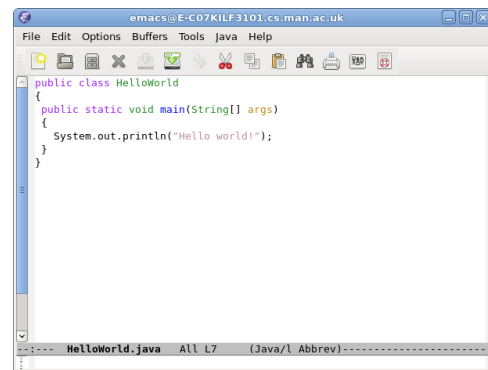 emacs@E-C07KILF3101.cs.man.ac.uk
File Edit Options Buffers Tools Java Help
public class HelloWorld
{
 public static void main(String[] args)
 {
   System.out.println("Hello world!");
 }
}
--:--- HelloWorld.java All L7 (Java/l Abbrev)----------------------